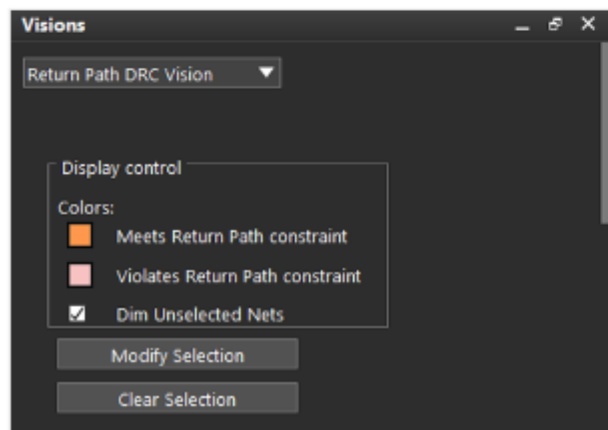 Visions
Return Path DRC Vision
Display control
Colors:
Meets Return Path constraint
Violates Return Path constraint
Dim Unselected Nets
Modify Selection
Clear Selection